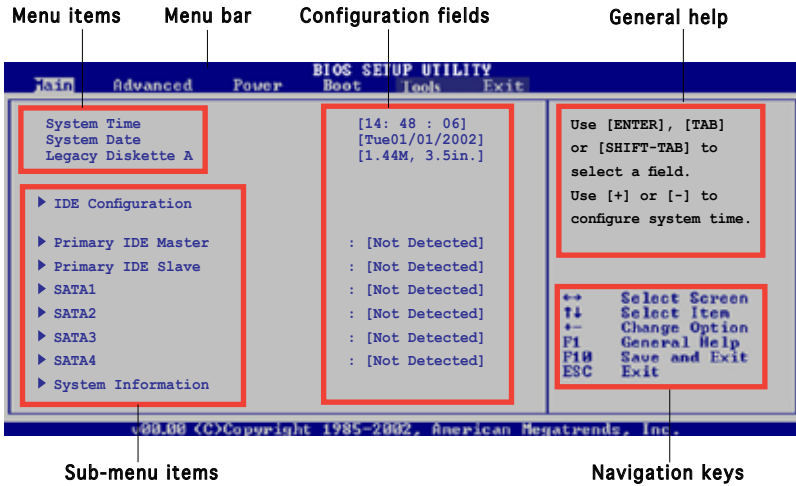 Menu items Menu bar Configuration fields General help
BIOS SETUP UTILITY
Main Advanced Power Boot Tools Exit
System Time [14: 48 : 06]
System Date [Tue01/01/2002]
Legacy Diskette A [1.44M, 3.5in.]
IDE Configuration
Primary IDE Master : [Not Detected]
Primary IDE Slave : [Not Detected]
SATA1 : [Not Detected]
SATA2 : [Not Detected]
SATA3 : [Not Detected]
SATA4 : [Not Detected]
System Information
Use [ENTER], [TAB]
or [SHIFT-TAB] to
select a field.
Use [+] or [-] to
configure system time.
←→ Select Screen
↑↓ Select Item
+- Change Option
F1 General Help
F10 Save and Exit
ESC Exit
v00.00 (C)Copyright 1985-2002, American Megatrends, Inc.
Sub-menu items Navigation keys